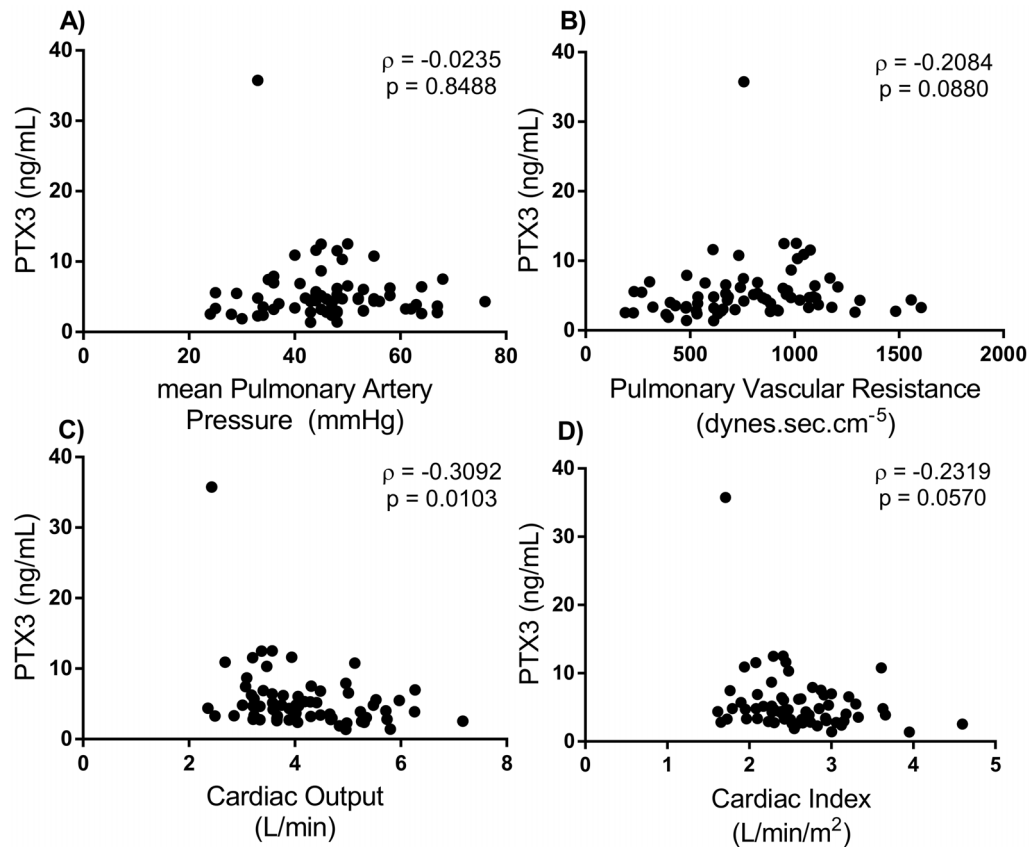 A)
ρ = -0.0235
p = 0.8488
PTX3 (ng/mL)
40
30
20
10
0
0 20 40 60 80
mean Pulmonary Artery
Pressure (mmHg)
B)
ρ = -0.2084
p = 0.0880
PTX3 (ng/mL)
40
30
20
10
0
0 500 1000 1500 2000
Pulmonary Vascular Resistance
(dynes.sec.cm-5)
C)
ρ = -0.3092
p = 0.0103
PTX3 (ng/mL)
40
30
20
10
0
0 2 4 6 8
Cardiac Output
(L/min)
D)
ρ = -0.2319
p = 0.0570
PTX3 (ng/mL)
40
30
20
10
0
0 1 2 3 4 5
Cardiac Index
(L/min/m2)